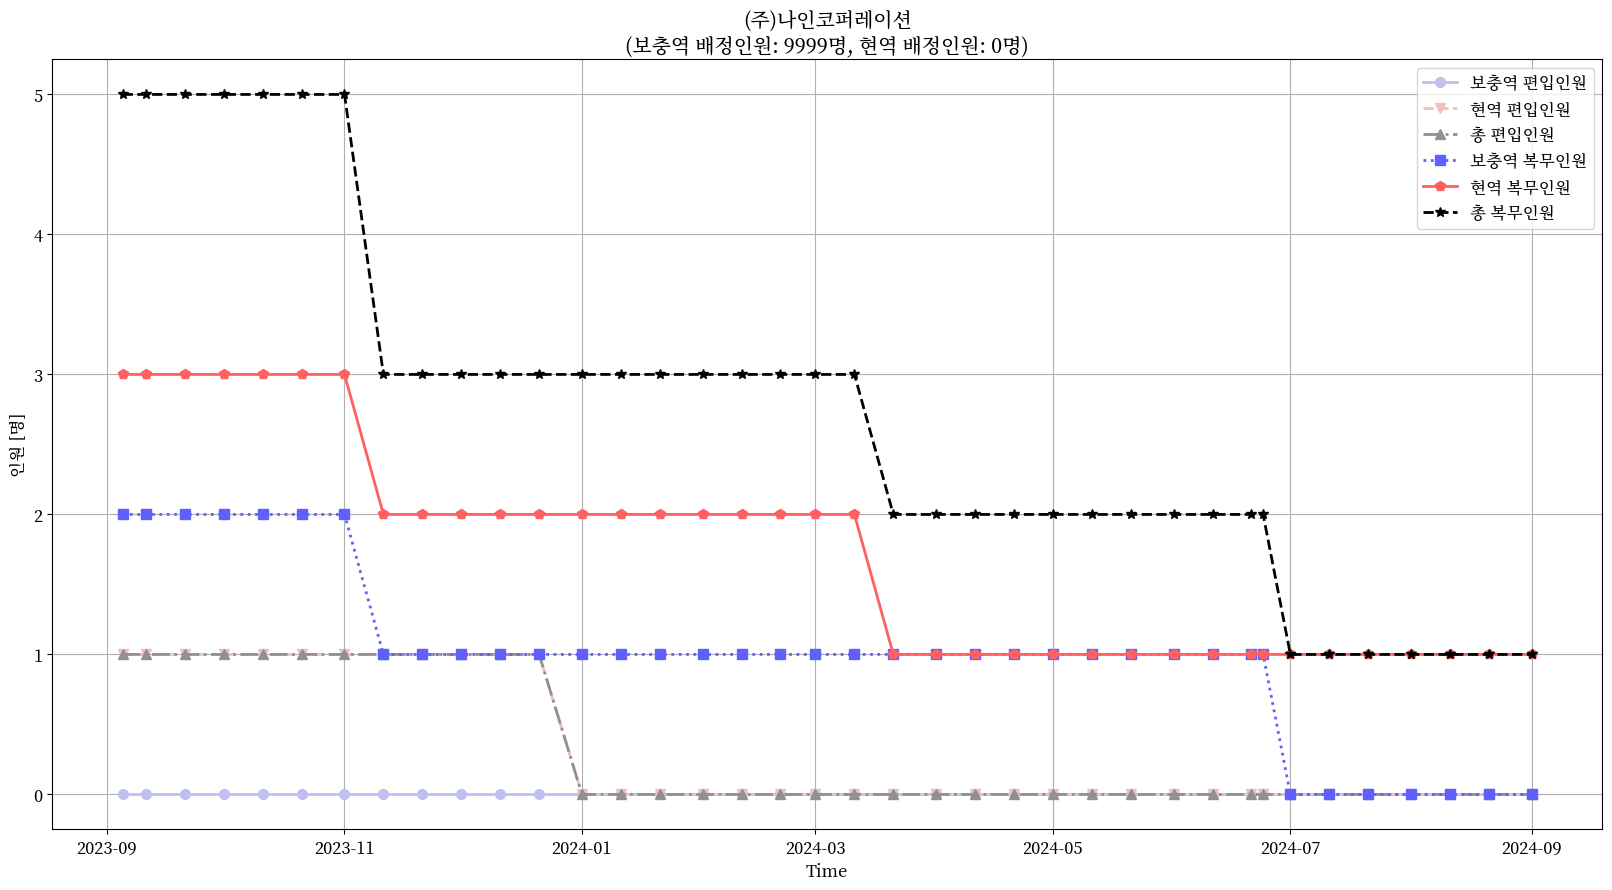 (주)나인코퍼레이션
(보충역 배정인원: 9999명, 현역 배정인원: 0명)
보충역 편입인원
현역 편입인원
총 편입인원
보충역 복무인원
현역 복무인원
총 복무인원
인원 [명]
5
4
3
2
1
0
2023-09
2023-11
2024-01
2024-03
2024-05
2024-07
2024-09
Time